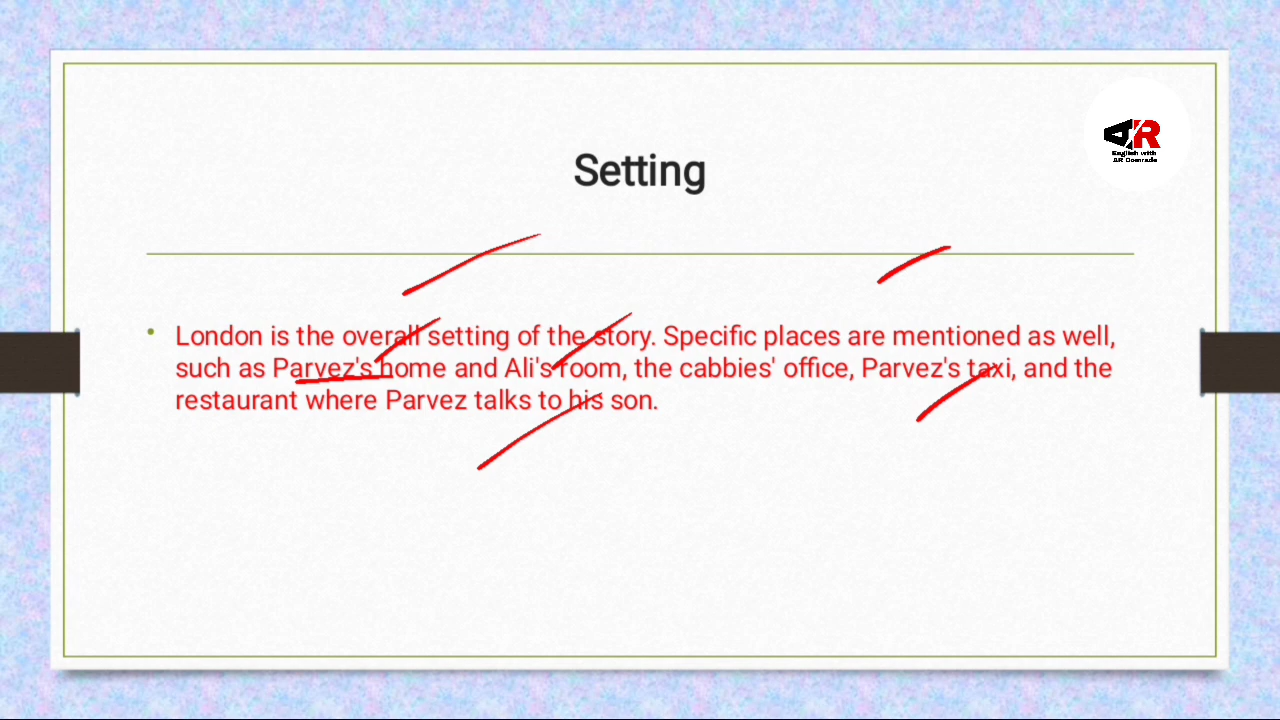 AR
English with
AR Comrade
Setting
• London is the overall setting of the story. Specific places are mentioned as well,
such as Parvez's home and Ali's room, the cabbies' office, Parvez's taxi, and the
restaurant where Parvez talks to his son.